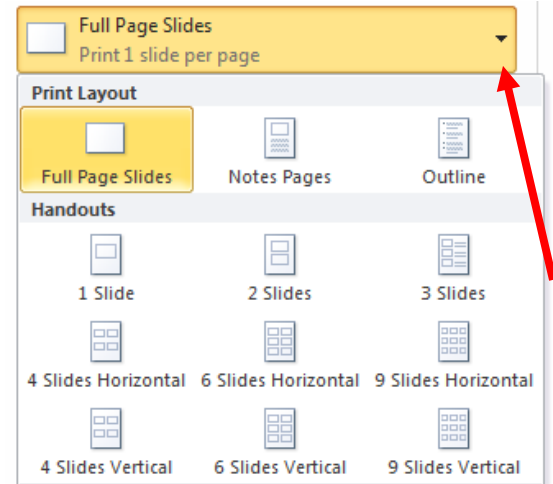 Full Page Slides
Print 1 slide per page
Print Layout
Full Page Slides Notes Pages Outline
Handouts
1 Slide 2 Slides 3 Slides
4 Slides Horizontal 6 Slides Horizontal 9 Slides Horizontal
4 Slides Vertical 6 Slides Vertical 9 Slides Vertical